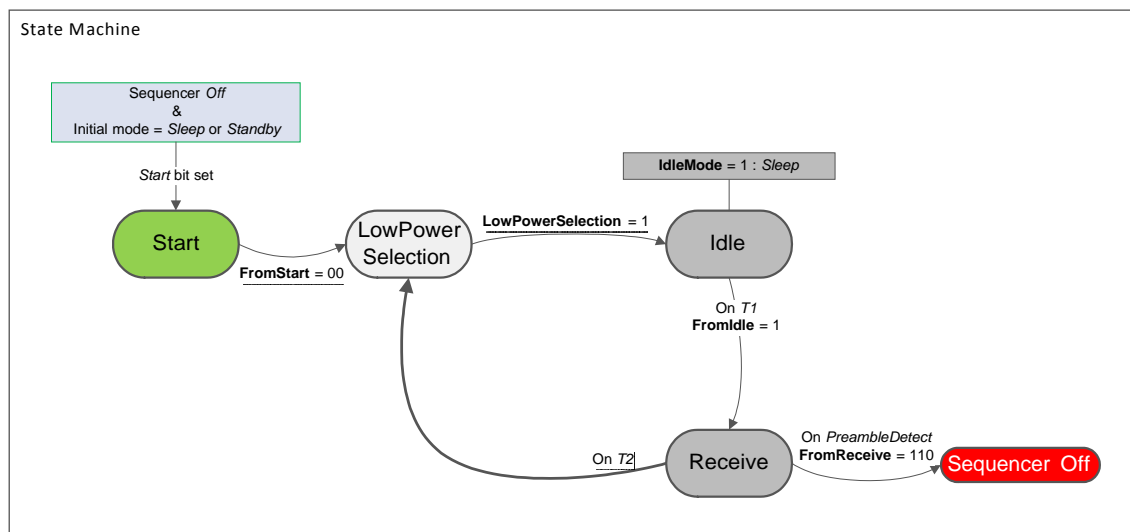 State Machine
Sequencer Off
&
Initial mode = Sleep or Standby
Start bit set
IdleMode = 1 : Sleep
Start
LowPower
Selection
LowPowerSelection = 1
Idle
FromStart = 00
On T1
FromIdle = 1
On T2
Receive
On PreambleDetect
FromReceive = 110
Sequencer Off